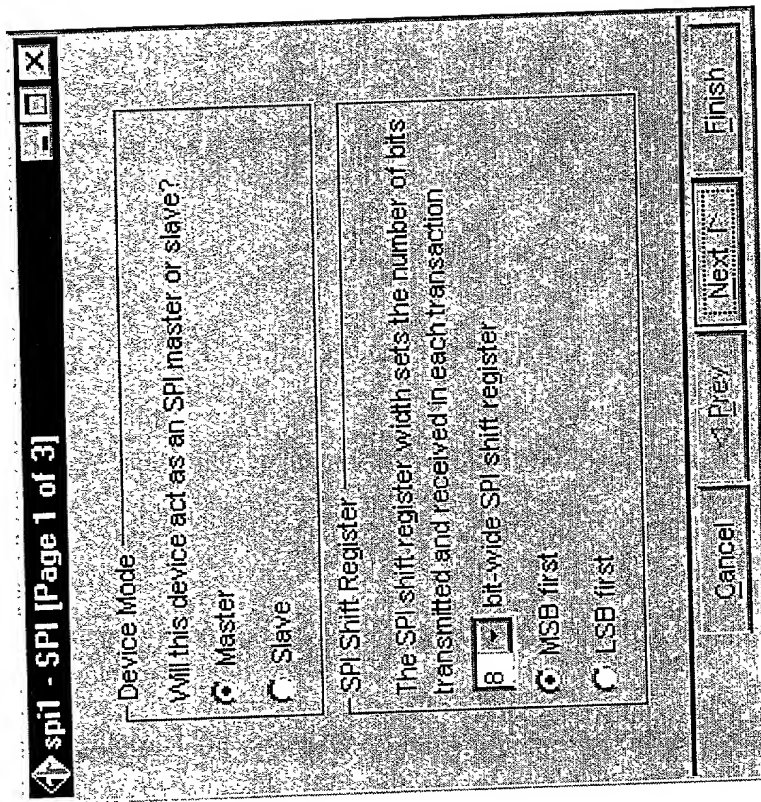 spi1 - SPI [Page 1 of 3]
Device Mode
Will this device act as an SPI master or slave?
Master
Slave
SPI Shift Register
The SPI shift register width sets the number of bits
transmitted and received in each transaction
8 bit-wide SPI shift register
MSB first
LSB first
Cancel
Prev
Next
Finish